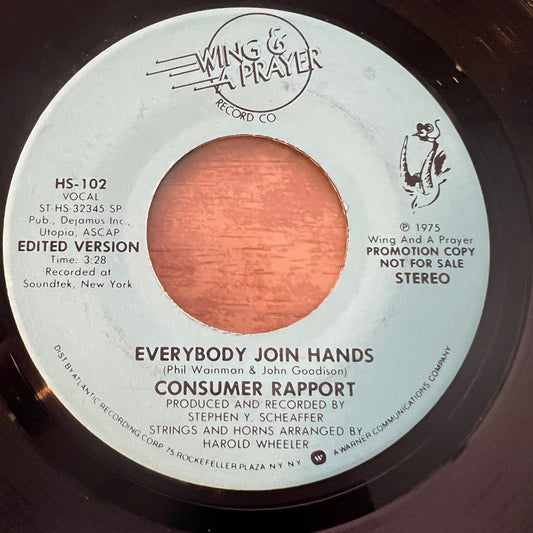 WING &
A PRAYER
RECORD CO.
HS-102
VOCAL
ST-HS 32345 SP
Pub., Dejamus Inc.,
Utopia, ASCAP
EDITED VERSION
Time: 3:28
Recorded at
Soundtek, New York
℗ 1975
Wing And A Prayer
PROMOTION COPY
NOT FOR SALE
STEREO
EVERYBODY JOIN HANDS
(Phil Wainman & John Goodison)
CONSUMER RAPPORT
PRODUCED AND RECORDED BY
STEPHEN Y. SCHEAFFER
STRINGS AND HORNS ARRANGED BY
HAROLD WHEELER
DIST BY ATLANTIC RECORDING CORP 75 ROCKEFELLER PLAZA N Y N Y
A WARNER COMMUNICATIONS COMPANY